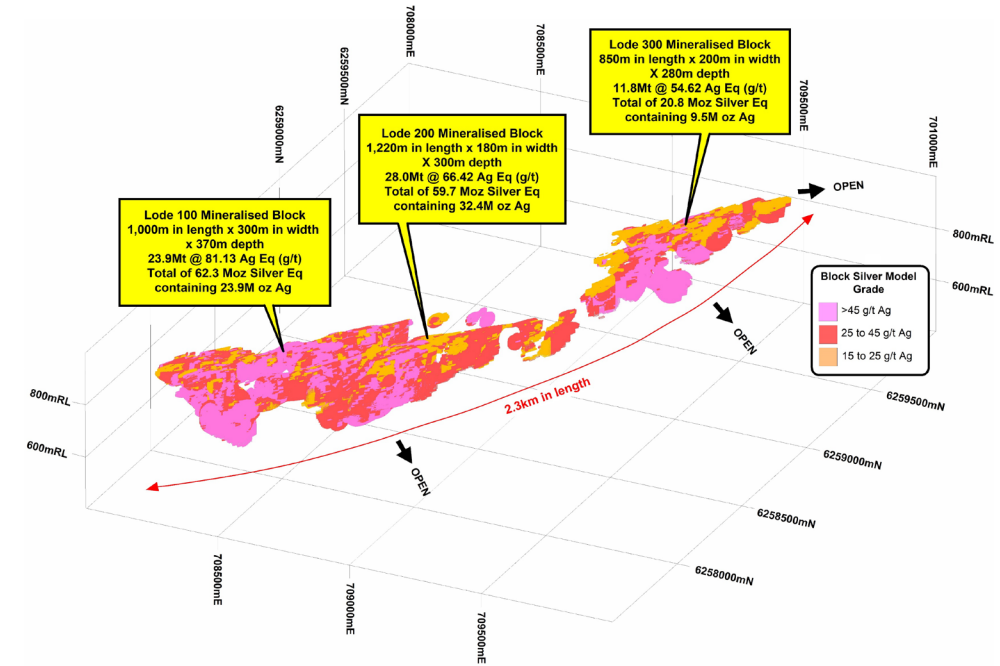 708000mE
708500mE
6259500mN
6259000mN
Lode 300 Mineralised Block
850m in length x 200m in width
X 280m depth
11.8Mt @ 54.62 Ag Eq (g/t)
Total of 20.8 Moz Silver Eq
containing 9.5M oz Ag
709500mE
701000mE
Lode 200 Mineralised Block
1,220m in length x 180m in width
X 300m depth
28.0Mt @ 66.42 Ag Eq (g/t)
Total of 59.7 Moz Silver Eq
containing 32.4M oz Ag
Lode 100 Mineralised Block
1,000m in length x 300m in width
x 370m depth
23.9Mt @ 81.13 Ag Eq (g/t)
Total of 62.3 Moz Silver Eq
containing 23.9M oz Ag
OPEN
800mRL
600mRL
Block Silver Model
Grade
>45 g/t Ag
25 to 45 g/t Ag
15 to 25 g/t Ag
OPEN
2.3km in length
800mRL
600mRL
OPEN
6259500mN
6259000mN
6258500mN
6258000mN
708500mE
709000mE
709500mE